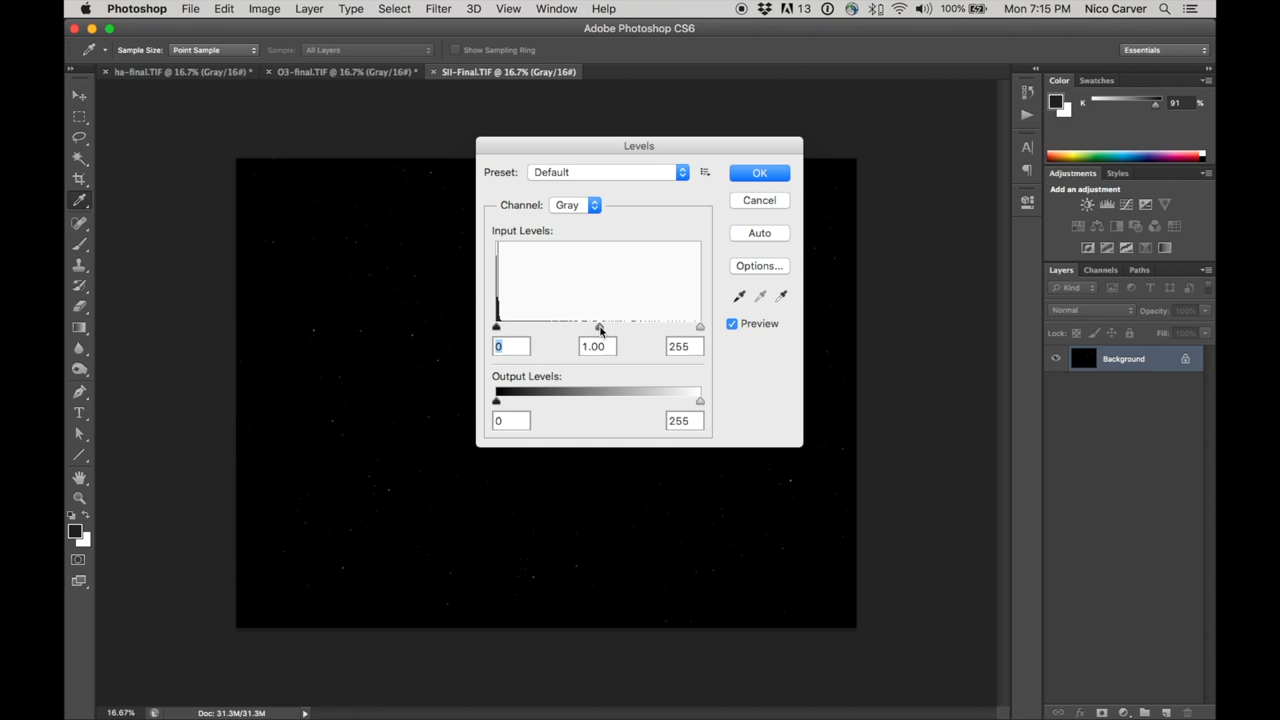 Photoshop File Edit Image Layer Type Select Filter 3D View Window Help 13 100% Mon 7:15 PM Nico Carver
Adobe Photoshop CS6
Sample Size: Point Sample Sample: All Layers Show Sampling Ring Essentials
× ha-final.TIF @ 16.7% (Gray/16#) * × O3-final.TIF @ 16.7% (Gray/16#) * × SII-Final.TIF @ 16.7% (Gray/16#)
Color Swatches
K 91 %
Levels
Preset: Default OK
Adjustments Styles
Add an adjustment
Cancel
Channel: Gray
Input Levels:
Auto
Options...
Layers Channels Paths
Kind
Normal Opacity:
Preview
Lock: Fill:
0 1.00 255
Background
Output Levels:
0 255
16.67% Doc: 31.3M/31.3M